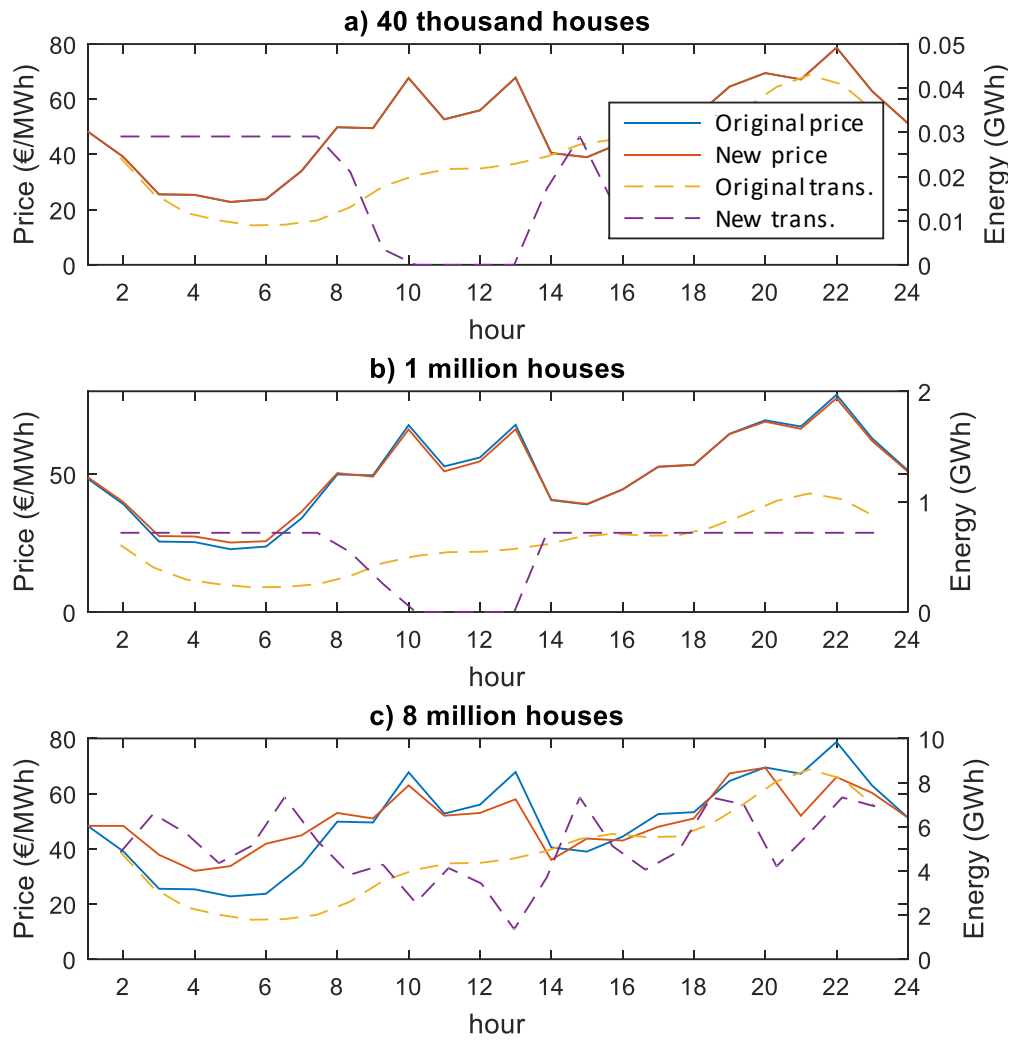 a) 40 thousand houses
Price (€/MWh)
80
60
40
20
0
0.05
0.04
0.03
0.02
0.01
0
Energy (GWh)
Original price
New price
Original trans.
New trans.
2 4 6 8 10 12 14 16 18 20 22 24
hour
b) 1 million houses
Price (€/MWh)
50
0
2
1
0
Energy (GWh)
2 4 6 8 10 12 14 16 18 20 22 24
hour
c) 8 million houses
Price (€/MWh)
80
60
40
20
0
10
8
6
4
2
0
Energy (GWh)
2 4 6 8 10 12 14 16 18 20 22 24
hour